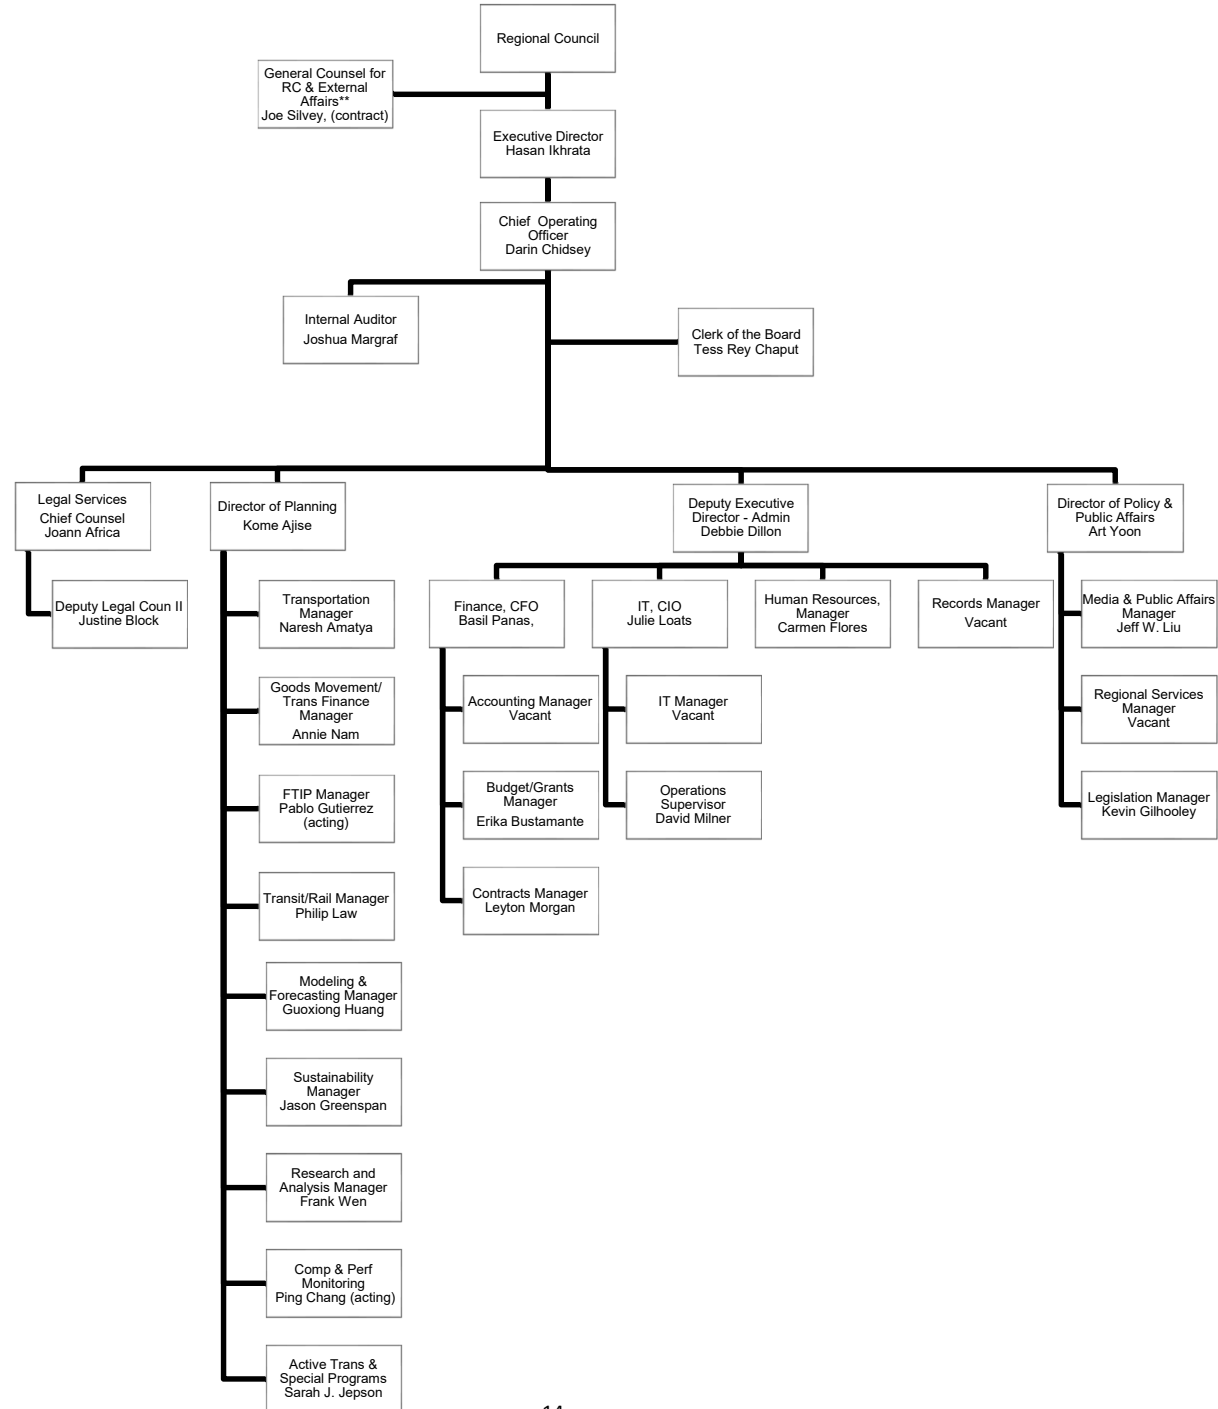 Regional Council
General Counsel for
RC & External
Affairs**
Joe Silvey, (contract)
Executive Director
Hasan Ikhrata
Chief Operating
Officer
Darin Chidsey
Internal Auditor
Joshua Margraf
Clerk of the Board
Tess Rey Chaput
Legal Services
Chief Counsel
Joann Africa
Deputy Legal Coun II
Justine Block
Director of Planning
Kome Ajise
Transportation
Manager
Naresh Amatya
Goods Movement/
Trans Finance
Manager
Annie Nam
FTIP Manager
Pablo Gutierrez
(acting)
Transit/Rail Manager
Philip Law
Modeling &
Forecasting Manager
Guoxiong Huang
Sustainability
Manager
Jason Greenspan
Research and
Analysis Manager
Frank Wen
Comp & Perf
Monitoring
Ping Chang (acting)
Active Trans &
Special Programs
Sarah J. Jepson
Deputy Executive
Director - Admin
Debbie Dillon
Finance, CFO
Basil Panas,
Accounting Manager
Vacant
Budget/Grants
Manager
Erika Bustamante
Contracts Manager
Leyton Morgan
IT, CIO
Julie Loats
IT Manager
Vacant
Operations
Supervisor
David Milner
Human Resources,
Manager
Carmen Flores
Records Manager
Vacant
Director of Policy &
Public Affairs
Art Yoon
Media & Public Affairs
Manager
Jeff W. Liu
Regional Services
Manager
Vacant
Legislation Manager
Kevin Gilhooley